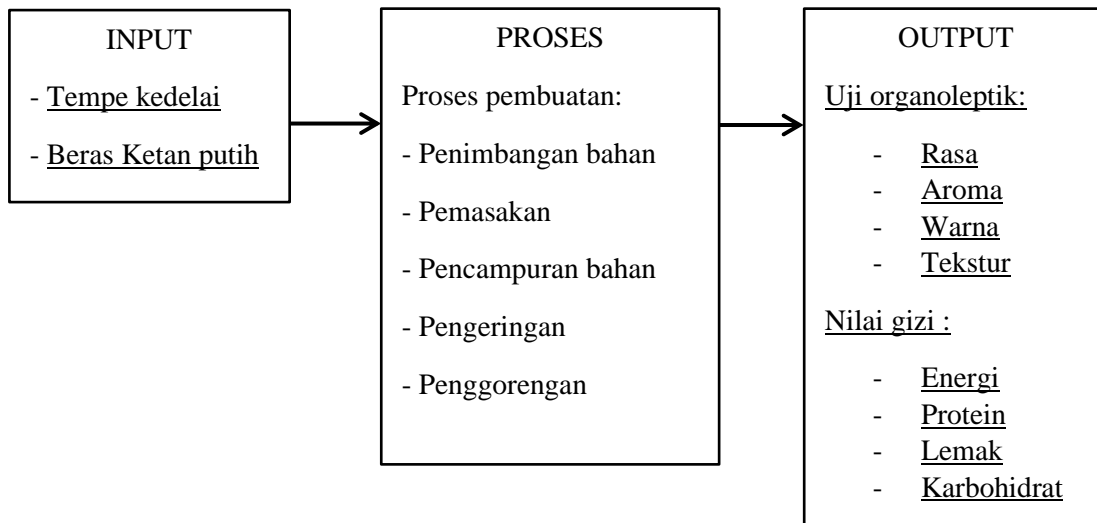 INPUT
- Tempe kedelai
- Beras Ketan putih
PROSES
Proses pembuatan:
- Penimbangan bahan
- Pemasakan
- Pencampuran bahan
- Pengeringan
- Penggorengan
OUTPUT
Uji organoleptik:
- Rasa
- Aroma
- Warna
- Tekstur
Nilai gizi :
- Energi
- Protein
- Lemak
- Karbohidrat